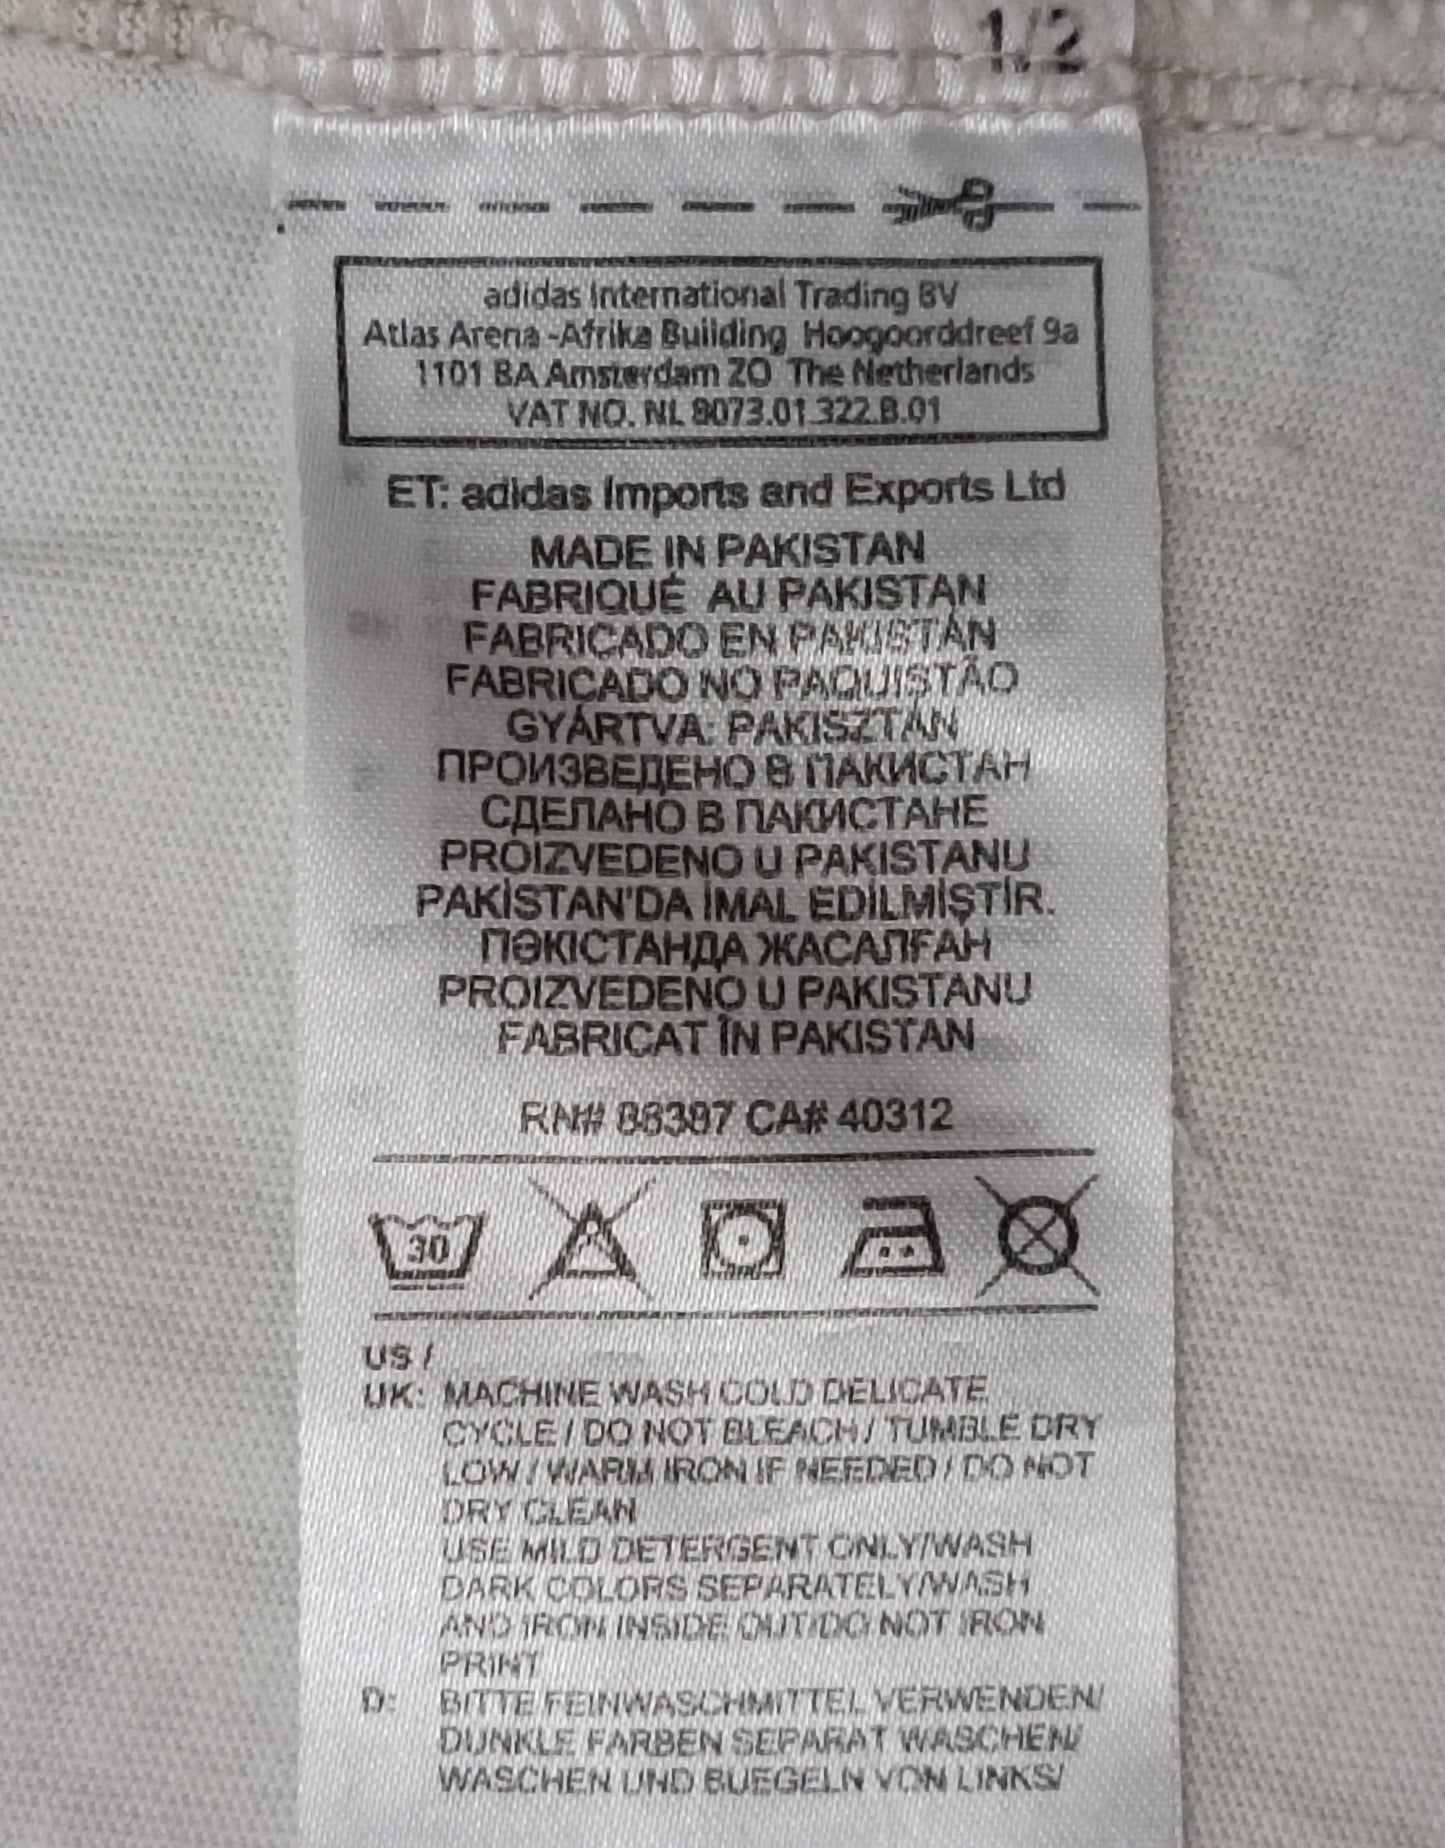 1/2
adidas International Trading BV
Atlas Arena -Afrika Building Hoogoorddreef 9a
1101 BA Amsterdam ZO The Netherlands
VAT NO. NL 8073.01.322.B.01
ET: adidas Imports and Exports Ltd
MADE IN PAKISTAN
FABRIQUÉ AU PAKISTAN
FABRICADO EN PAKISTÁN
FABRICADO NO PAQUISTÃO
GYÁRTVA: PAKISZTÁN
ПРОИЗВЕДЕНО В ПАКИСТАН
СДЕЛАНО В ПАКИСТАНЕ
PROIZVEDENO U PAKISTANU
PAKİSTAN'DA İMAL EDİLMİŞTİR.
ПӘКІСТАНДА ЖАСАЛҒАН
PROIZVEDENO U PAKISTANU
FABRICAT ÎN PAKISTAN
RN# 88387 CA# 40312
30
US /
UK: MACHINE WASH COLD DELICATE
CYCLE / DO NOT BLEACH / TUMBLE DRY
LOW / WARM IRON IF NEEDED / DO NOT
DRY CLEAN
USE MILD DETERGENT ONLY/WASH
DARK COLORS SEPARATELY/WASH
AND IRON INSIDE OUT/DO NOT IRON
PRINT
D: BITTE FEINWASCHMITTEL VERWENDEN/
DUNKLE FARBEN SEPARAT WASCHEN/
WASCHEN UND BUEGELN VON LINKS/